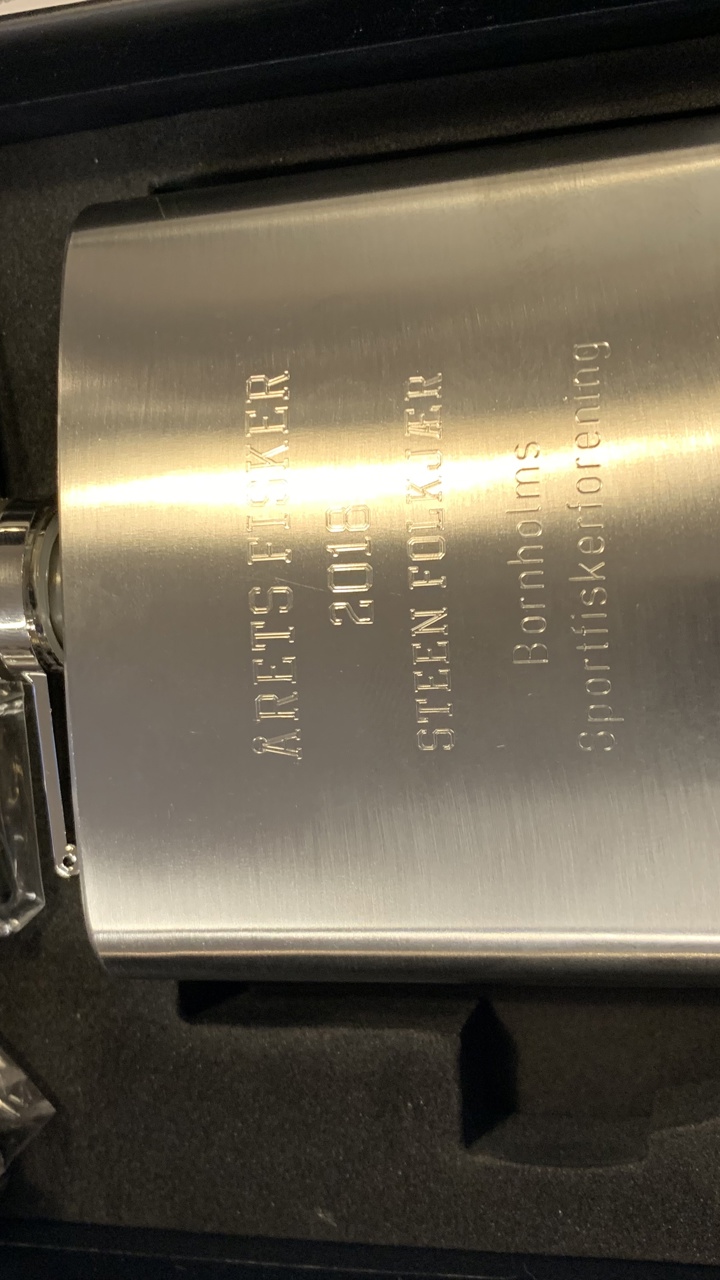 ÅRETS FISKER
2018
STEEN FOLKJÆR
Bornholms
Sportfiskerforening